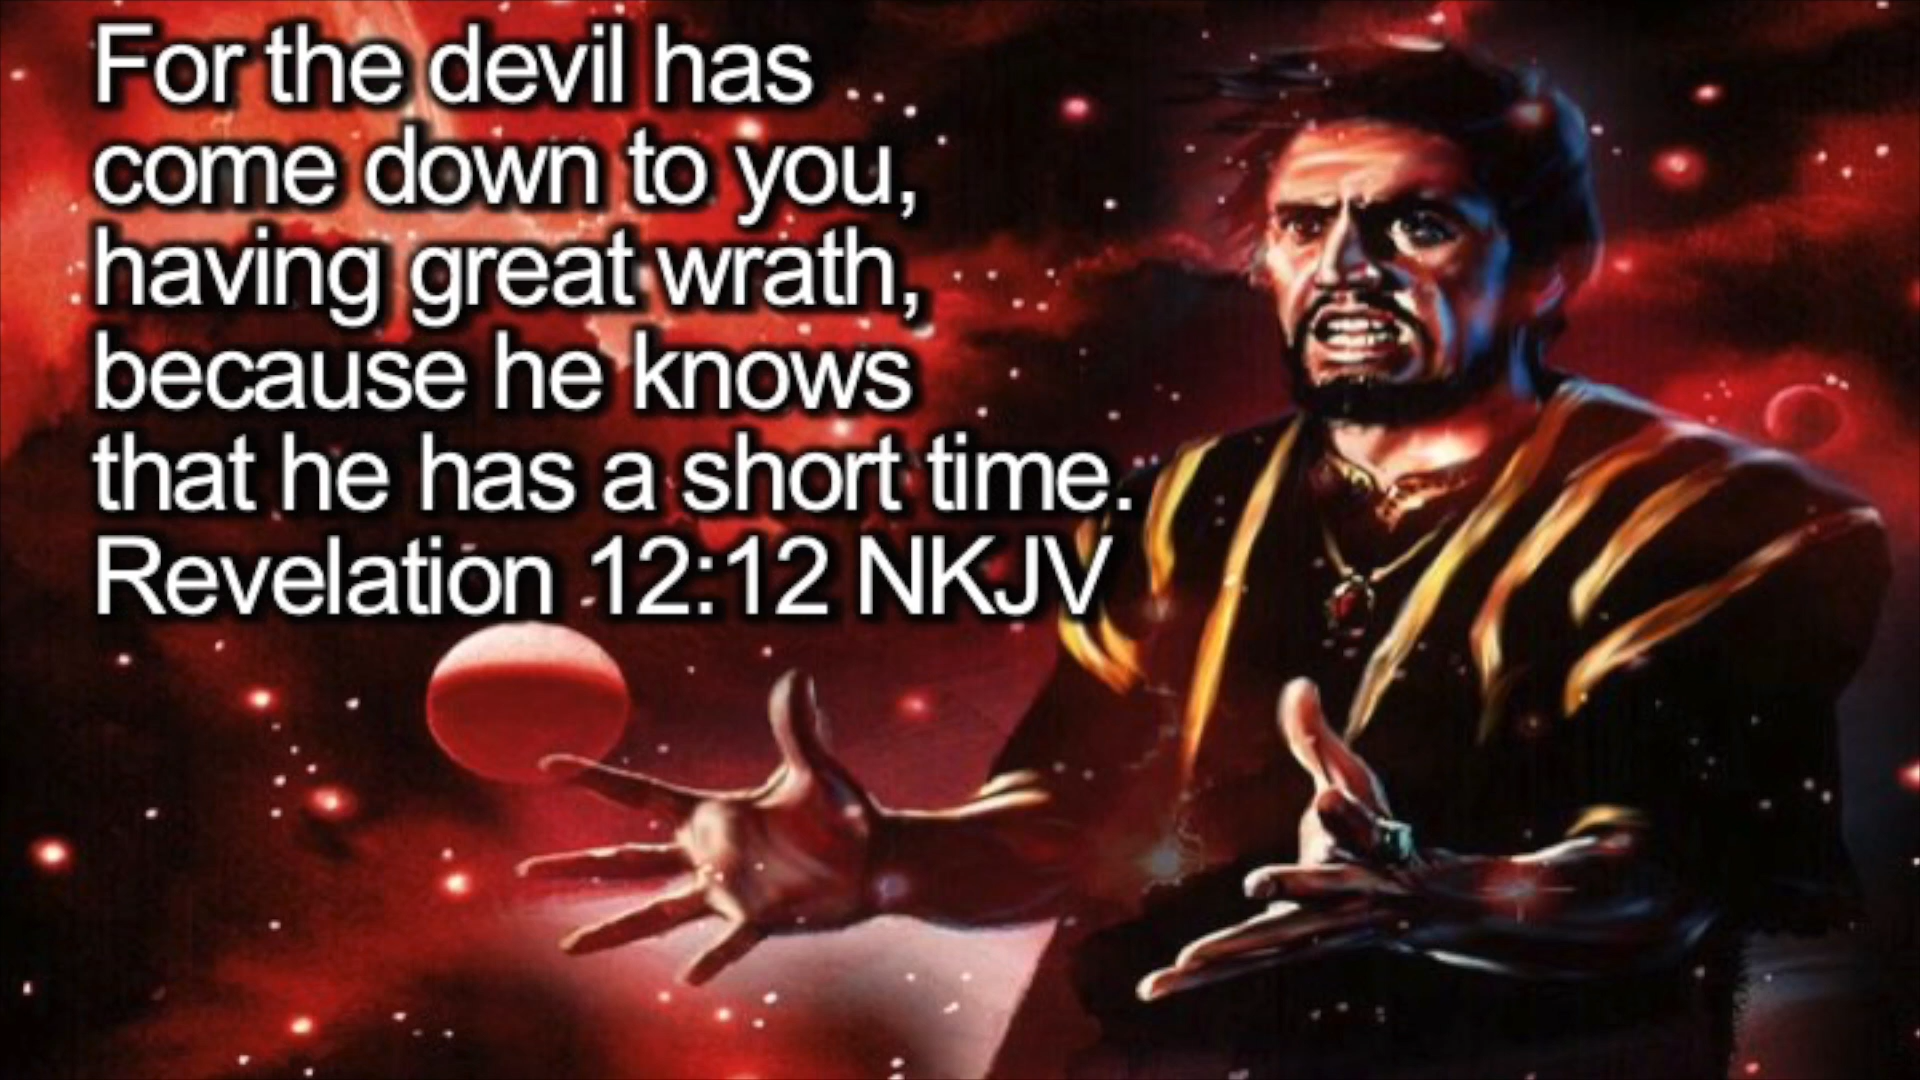 For the devil has
come down to you,
having great wrath,
because he knows
that he has a short time.
Revelation 12:12 NKJV